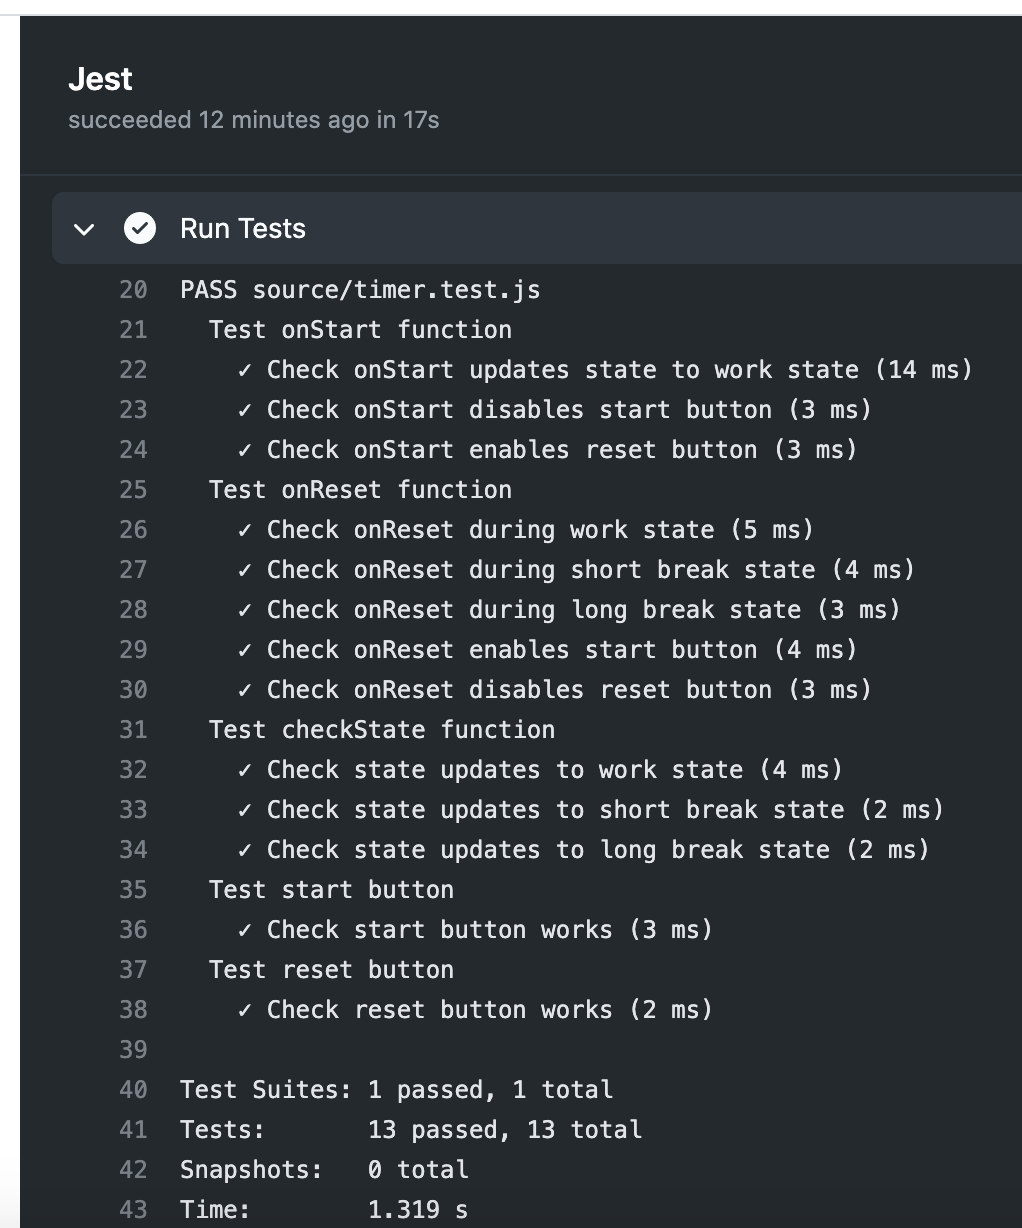 Jest
succeeded 12 minutes ago in 17s
Run Tests
20 PASS source/timer.test.js
21 Test onStart function
22 ✓ Check onStart updates state to work state (14 ms)
23 ✓ Check onStart disables start button (3 ms)
24 ✓ Check onStart enables reset button (3 ms)
25 Test onReset function
26 ✓ Check onReset during work state (5 ms)
27 ✓ Check onReset during short break state (4 ms)
28 ✓ Check onReset during long break state (3 ms)
29 ✓ Check onReset enables start button (4 ms)
30 ✓ Check onReset disables reset button (3 ms)
31 Test checkState function
32 ✓ Check state updates to work state (4 ms)
33 ✓ Check state updates to short break state (2 ms)
34 ✓ Check state updates to long break state (2 ms)
35 Test start button
36 ✓ Check start button works (3 ms)
37 Test reset button
38 ✓ Check reset button works (2 ms)
39
40 Test Suites: 1 passed, 1 total
41 Tests: 13 passed, 13 total
42 Snapshots: 0 total
43 Time: 1.319 s